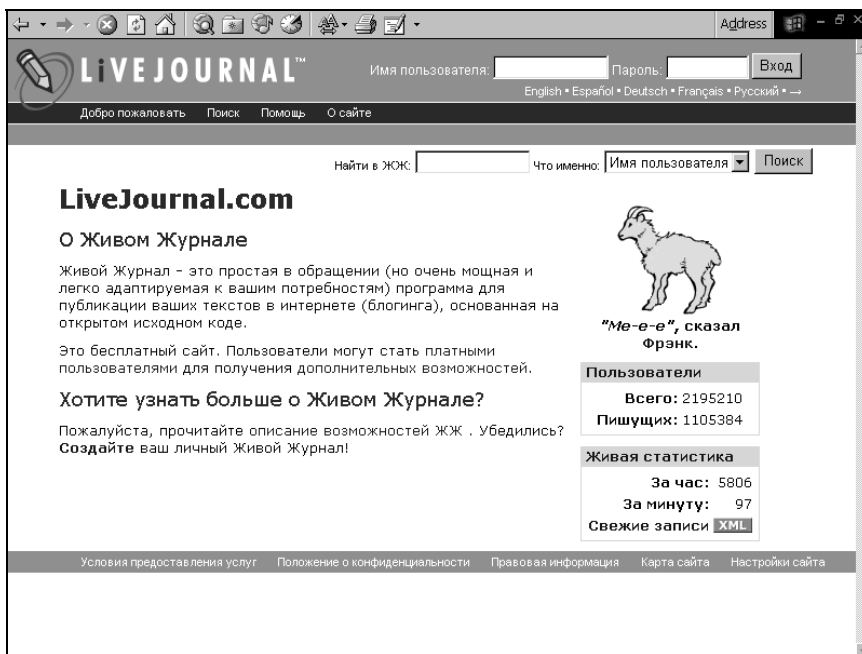 Address
LiVEJOURNAL™
Имя пользователя: Пароль: Вход
English • Español • Deutsch • Français • Русский • →
Добро пожаловать Поиск Помощь О сайте
Найти в ЖЖ: Что именно: Имя пользователя Поиск
LiveJournal.com
О Живом Журнале
Живой Журнал – это простая в обращении (но очень мощная и
легко адаптируемая к вашим потребностям) программа для
публикации ваших текстов в интернете (блогинга), основанная на
открытом исходном коде.
Это бесплатный сайт. Пользователи могут стать платными
пользователями для получения дополнительных возможностей.
Хотите узнать больше о Живом Журнале?
Пожалуйста, прочитайте описание возможностей ЖЖ . Убедились?
Создайте ваш личный Живой Журнал!
"Ме-е-е", сказал
Фрэнк.
Пользователи
Всего: 2195210
Пишущих: 1105384
Живая статистика
За час: 5806
За минуту: 97
Свежие записи XML
Условия предоставления услуг Положение о конфиденциальности Правовая информация Карта сайта Настройки сайта